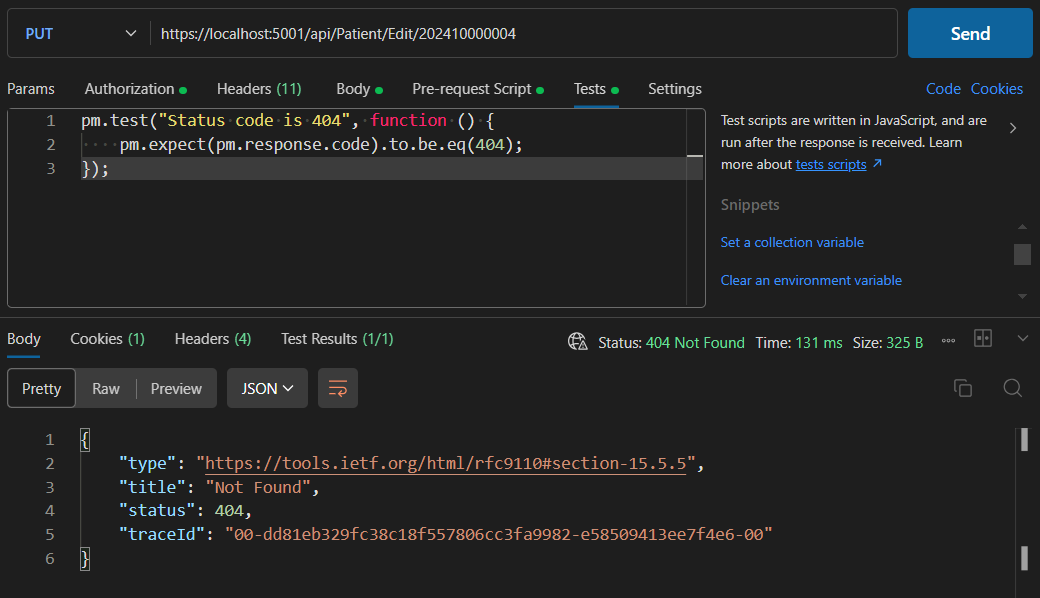 PUT https://localhost:5001/api/Patient/Edit/202410000004 Send
Params Authorization Headers (11) Body Pre-request Script Tests Settings Code Cookies
1 pm.test("Status code is 404", function () {
2 pm.expect(pm.response.code).to.be.eq(404);
3 });
Test scripts are written in JavaScript, and are
run after the response is received. Learn
more about tests scripts ↗
Snippets
Set a collection variable
Clear an environment variable
Body Cookies (1) Headers (4) Test Results (1/1) Status: 404 Not Found Time: 131 ms Size: 325 B
Pretty Raw Preview JSON
1 {
2 "type": "https://tools.ietf.org/html/rfc9110#section-15.5.5",
3 "title": "Not Found",
4 "status": 404,
5 "traceId": "00-dd81eb329fc38c18f557806cc3fa9982-e58509413ee7f4e6-00"
6 }